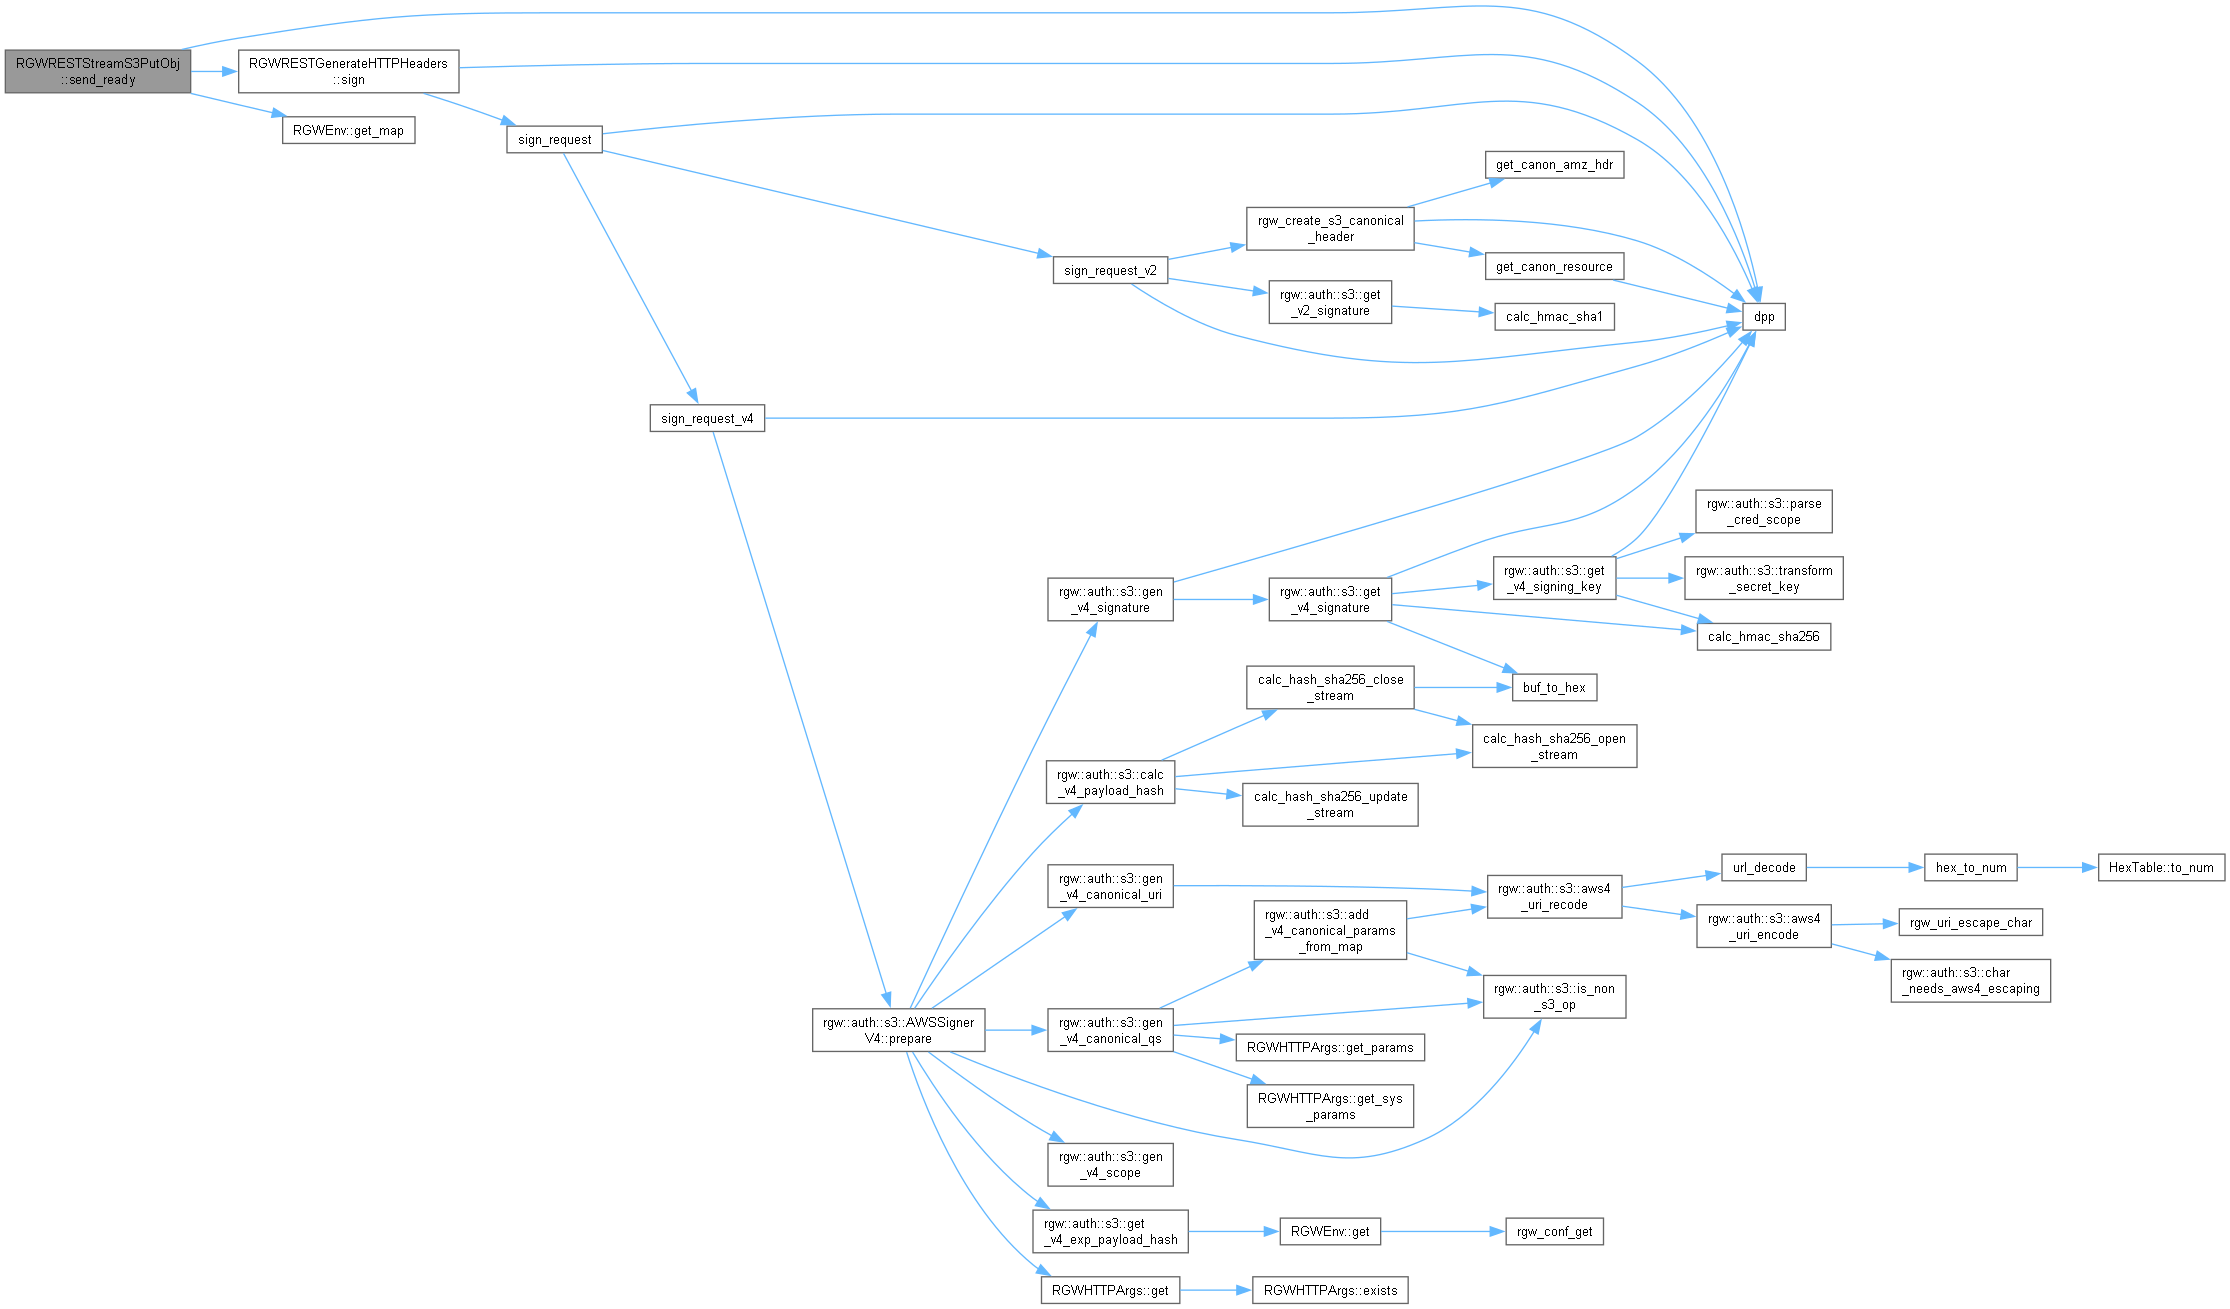 RGWRESTStreamS3PutObj
::send_ready
RGWRESTGenerateHTTPHeaders
::sign
RGWEnv::get_map
sign_request
get_canon_amz_hdr
rgw_create_s3_canonical
_header
sign_request_v2
get_canon_resource
rgw::auth::s3::get
_v2_signature
calc_hmac_sha1
dpp
sign_request_v4
rgw::auth::s3::parse
_cred_scope
rgw::auth::s3::gen
_v4_signature
rgw::auth::s3::get
_v4_signature
rgw::auth::s3::get
_v4_signing_key
rgw::auth::s3::transform
_secret_key
calc_hmac_sha256
calc_hash_sha256_close
_stream
buf_to_hex
calc_hash_sha256_open
_stream
rgw::auth::s3::calc
_v4_payload_hash
calc_hash_sha256_update
_stream
rgw::auth::s3::gen
_v4_canonical_uri
rgw::auth::s3::aws4
_uri_recode
url_decode
hex_to_num
HexTable::to_num
rgw::auth::s3::add
_v4_canonical_params
_from_map
rgw::auth::s3::aws4
_uri_encode
rgw_uri_escape_char
rgw::auth::s3::char
_needs_aws4_escaping
rgw::auth::s3::is_non
_s3_op
rgw::auth::s3::AWSSigner
V4::prepare
rgw::auth::s3::gen
_v4_canonical_qs
RGWHTTPArgs::get_params
RGWHTTPArgs::get_sys
_params
rgw::auth::s3::gen
_v4_scope
rgw::auth::s3::get
_v4_exp_payload_hash
RGWEnv::get
rgw_conf_get
RGWHTTPArgs::get
RGWHTTPArgs::exists